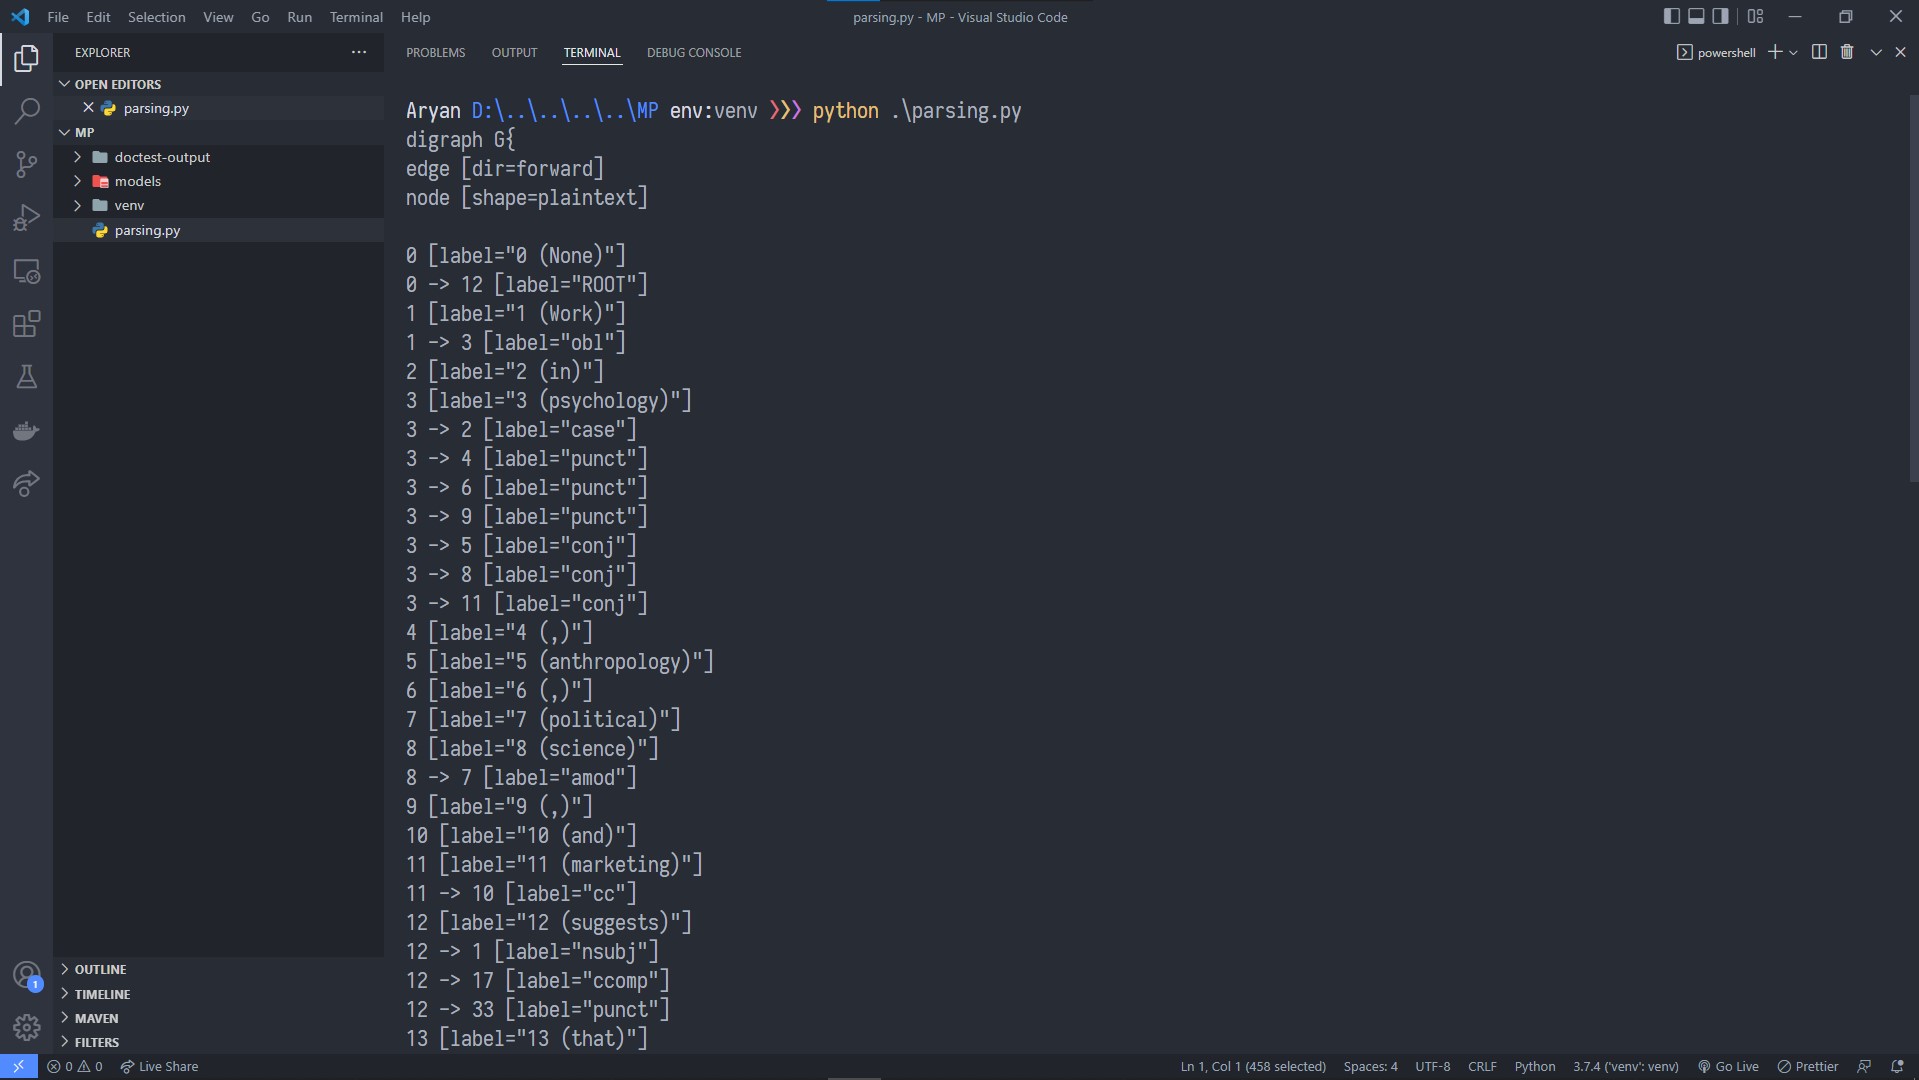 File Edit Selection View Go Run Terminal Help
parsing.py - MP - Visual Studio Code
EXPLORER
OPEN EDITORS
parsing.py
MP
doctest-output
models
venv
parsing.py
OUTLINE
TIMELINE
MAVEN
FILTERS
1
PROBLEMS OUTPUT TERMINAL DEBUG CONSOLE
powershell
Aryan D:\..\..\..\..\MP env:venv ❯❯❯ python .\parsing.py
digraph G{
edge [dir=forward]
node [shape=plaintext]
0 [label="0 (None)"]
0 -> 12 [label="ROOT"]
1 [label="1 (Work)"]
1 -> 3 [label="obl"]
2 [label="2 (in)"]
3 [label="3 (psychology)"]
3 -> 2 [label="case"]
3 -> 4 [label="punct"]
3 -> 6 [label="punct"]
3 -> 9 [label="punct"]
3 -> 5 [label="conj"]
3 -> 8 [label="conj"]
3 -> 11 [label="conj"]
4 [label="4 (,)"]
5 [label="5 (anthropology)"]
6 [label="6 (,)"]
7 [label="7 (political)"]
8 [label="8 (science)"]
8 -> 7 [label="amod"]
9 [label="9 (,)"]
10 [label="10 (and)"]
11 [label="11 (marketing)"]
11 -> 10 [label="cc"]
12 [label="12 (suggests)"]
12 -> 1 [label="nsubj"]
12 -> 17 [label="ccomp"]
12 -> 33 [label="punct"]
13 [label="13 (that)"]
0 0 Live Share
Ln 1, Col 1 (458 selected) Spaces: 4 UTF-8 CRLF Python 3.7.4 ('venv': venv) Go Live Prettier